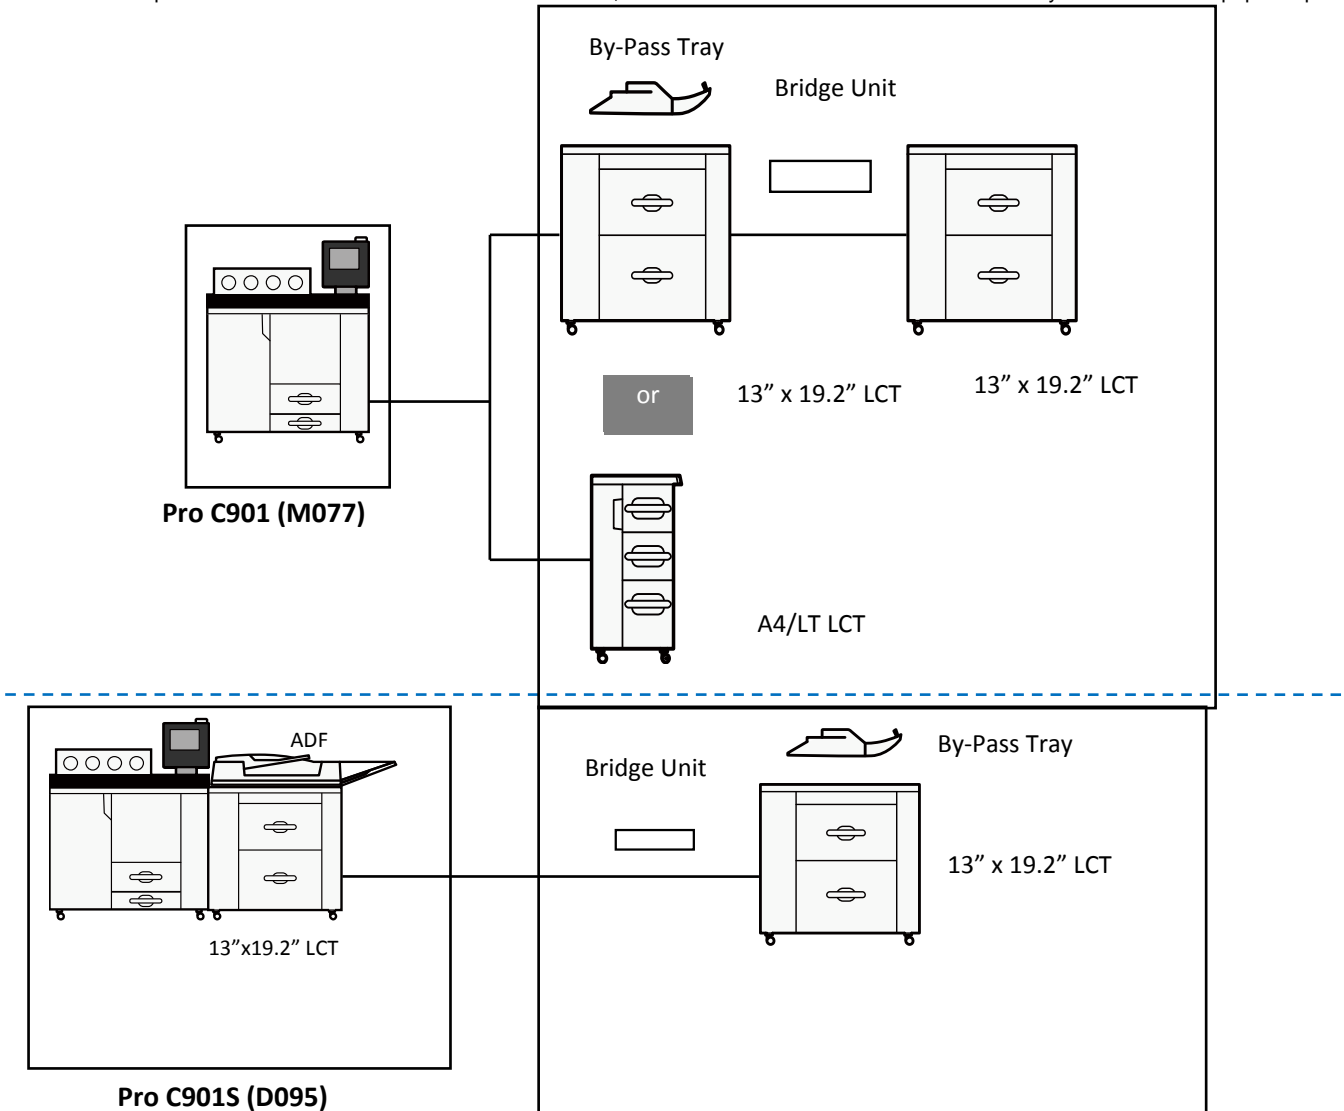 By-Pass Tray
Bridge Unit
or
13” x 19.2” LCT
13” x 19.2” LCT
Pro C901 (M077)
A4/LT LCT
ADF
By-Pass Tray
Bridge Unit
13” x 19.2” LCT
13”x19.2” LCT
Pro C901S (D095)